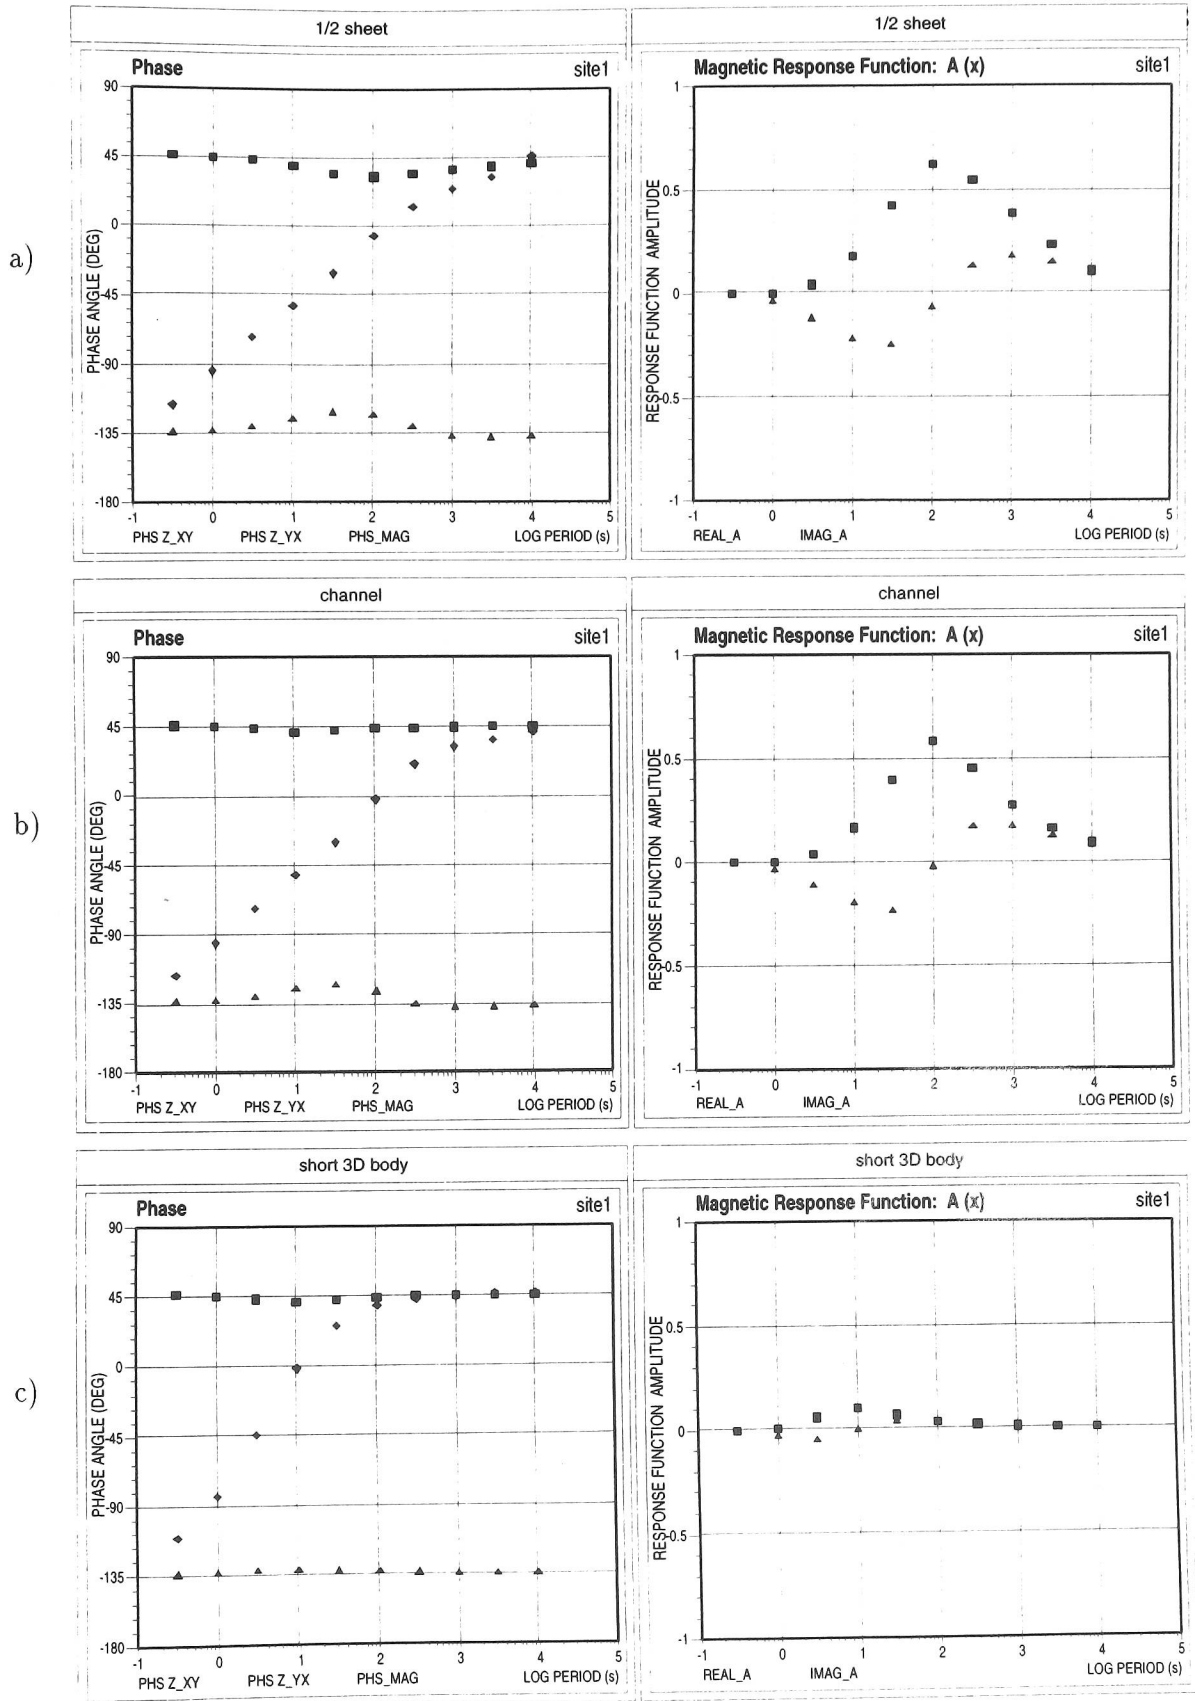 a)
1/2 sheet
Phase site1
90
45
0
-45
-90
-135
-180
PHASE ANGLE (DEG)
-1 0 1 2 3 4 5
PHS Z_XY PHS Z_YX PHS_MAG LOG PERIOD (s)
1/2 sheet
Magnetic Response Function: A (x) site1
1
0.5
0
-0.5
-1
RESPONSE FUNCTION AMPLITUDE
-1 0 1 2 3 4 5
REAL_A IMAG_A LOG PERIOD (s)
b)
channel
Phase site1
90
45
0
-45
-90
-135
-180
PHASE ANGLE (DEG)
-1 0 1 2 3 4 5
PHS Z_XY PHS Z_YX PHS_MAG LOG PERIOD (s)
channel
Magnetic Response Function: A (x) site1
1
0.5
0
-0.5
-1
RESPONSE FUNCTION AMPLITUDE
-1 0 1 2 3 4 5
REAL_A IMAG_A LOG PERIOD (s)
c)
short 3D body
Phase site1
90
45
0
-45
-90
-135
-180
PHASE ANGLE (DEG)
-1 0 1 2 3 4 5
PHS Z_XY PHS Z_YX PHS_MAG LOG PERIOD (s)
short 3D body
Magnetic Response Function: A (x) site1
1
0.5
0
-0.5
-1
RESPONSE FUNCTION AMPLITUDE
-1 0 1 2 3 4 5
REAL_A IMAG_A LOG PERIOD (s)